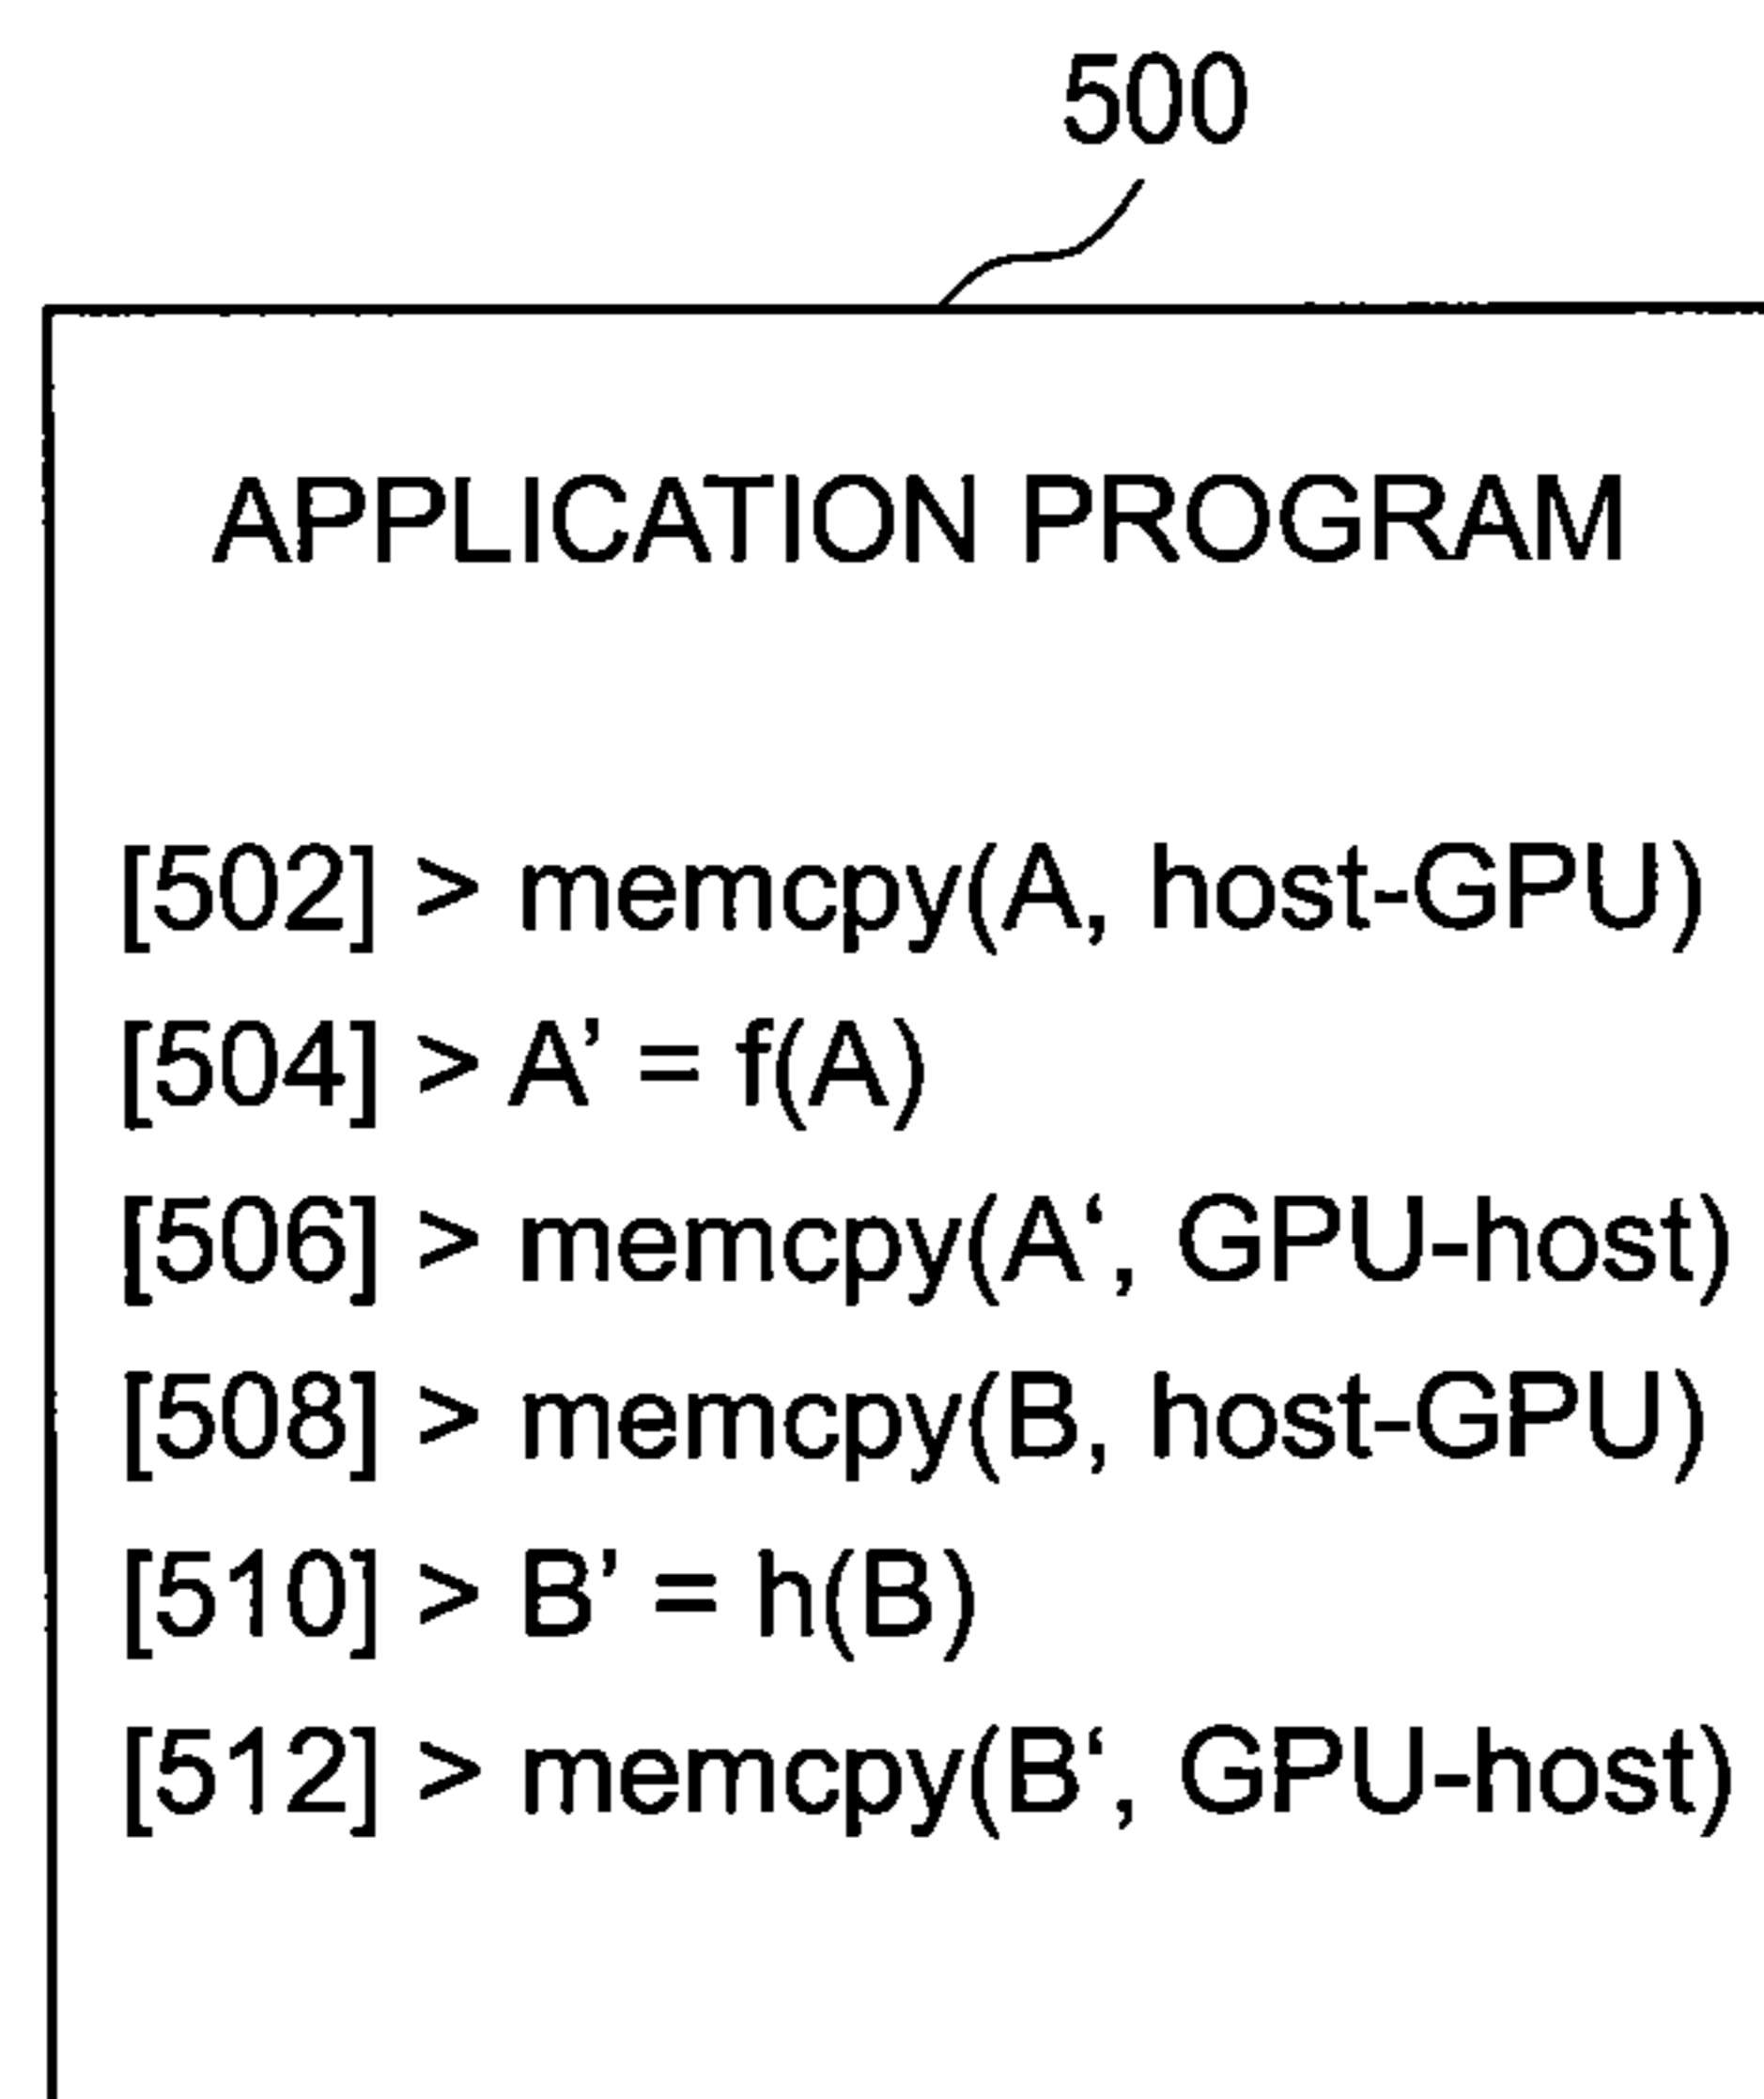 500
APPLICATION PROGRAM
[502] > memcpy(A, host-GPU)
[504] > A’ = f(A)
[506] > memcpy(A‘, GPU-host)
[508] > memcpy(B, host-GPU)
[510] > B’ = h(B)
[512] > memcpy(B‘, GPU-host)